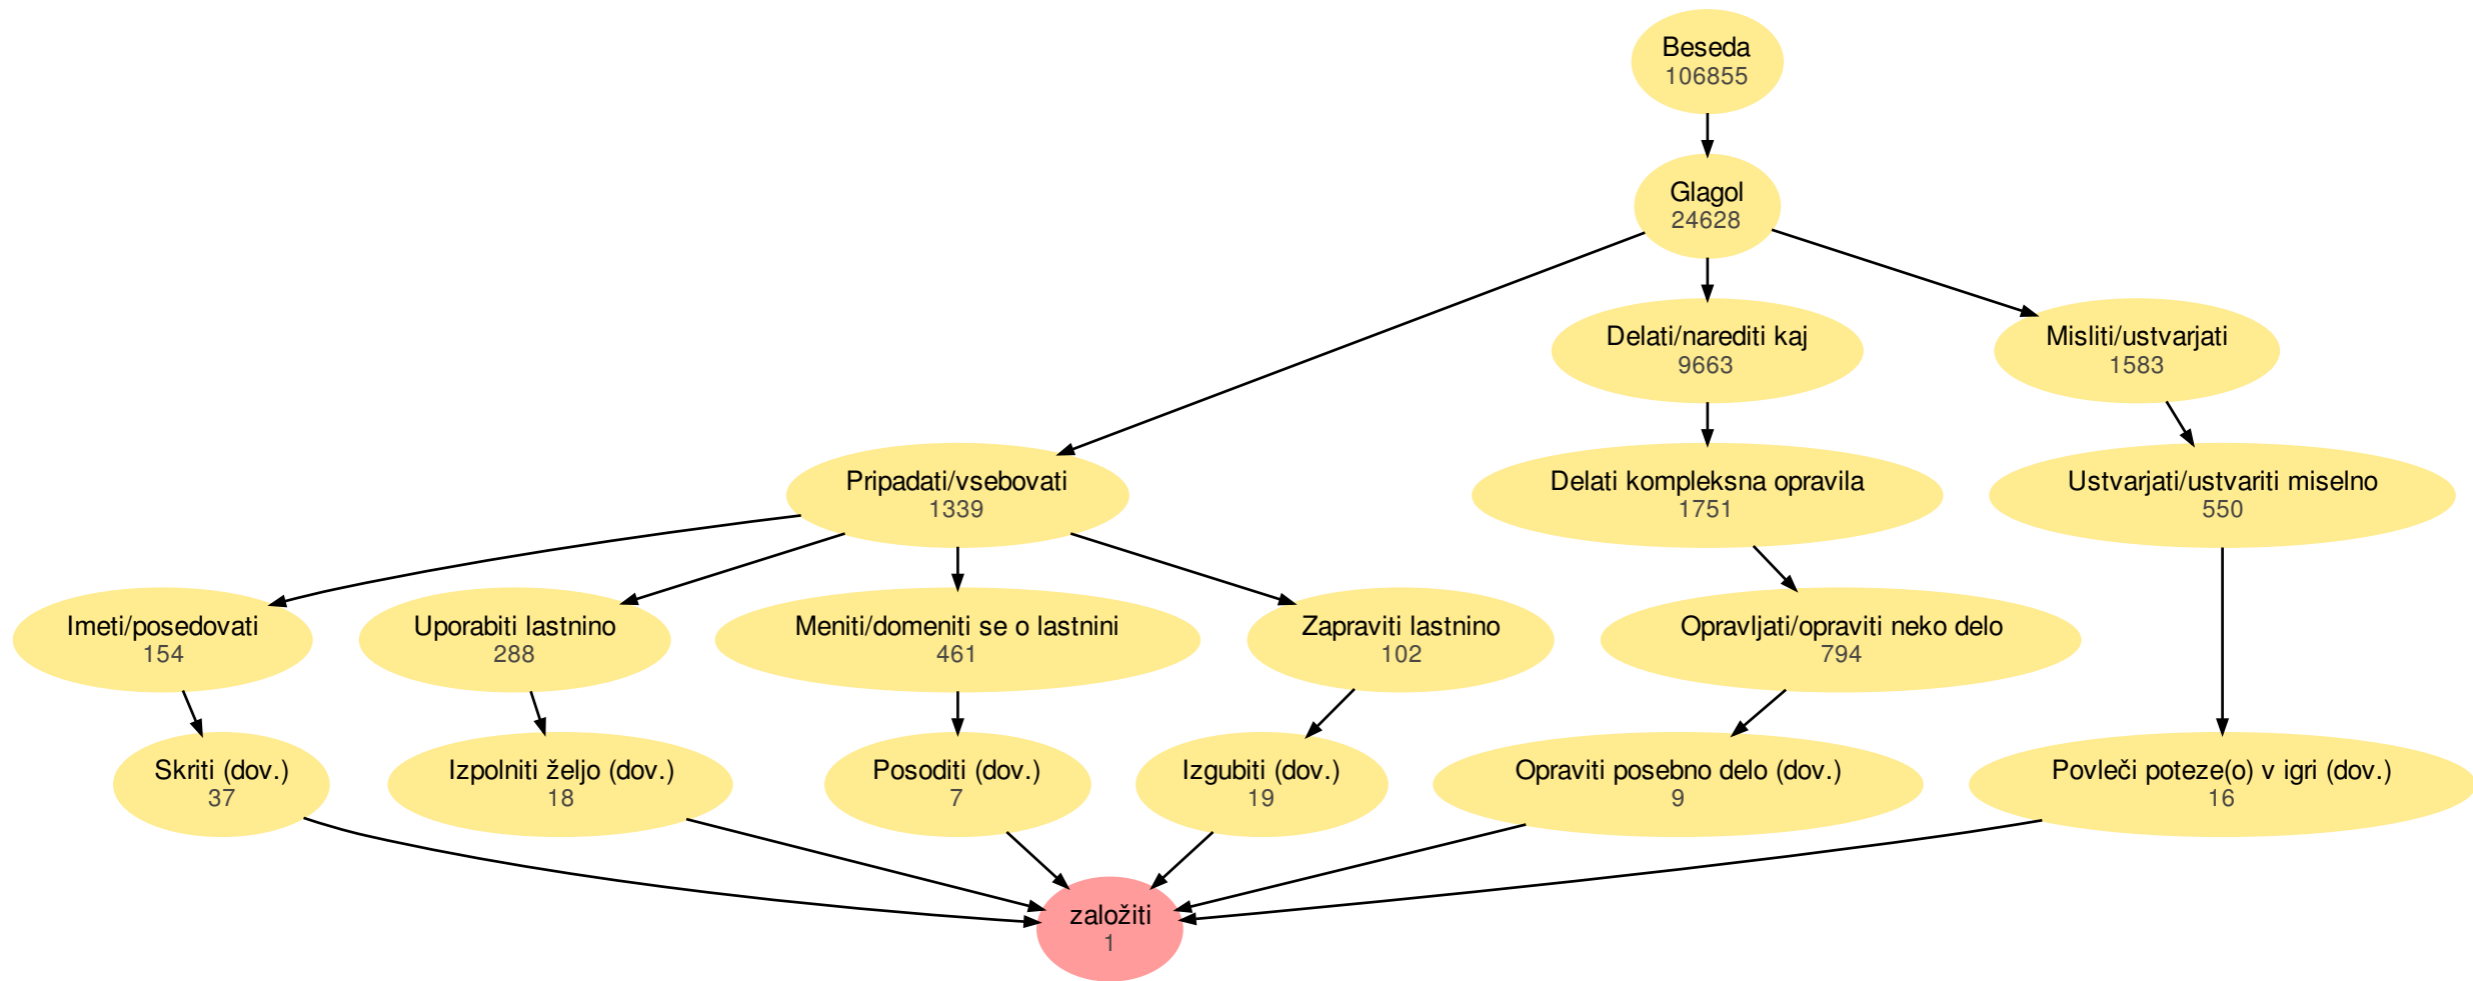 Beseda
106855
Glagol
24628
Delati/narediti kaj
9663
Misliti/ustvarjati
1583
Pripadati/vsebovati
1339
Delati kompleksna opravila
1751
Ustvarjati/ustvariti miselno
550
Imeti/posedovati
154
Uporabiti lastnino
288
Meniti/domeniti se o lastnini
461
Zapraviti lastnino
102
Opravljati/opraviti neko delo
794
Skriti (dov.)
37
Izpolniti željo (dov.)
18
Posoditi (dov.)
7
Izgubiti (dov.)
19
Opraviti posebno delo (dov.)
9
Povleči poteze(o) v igri (dov.)
16
založiti
1